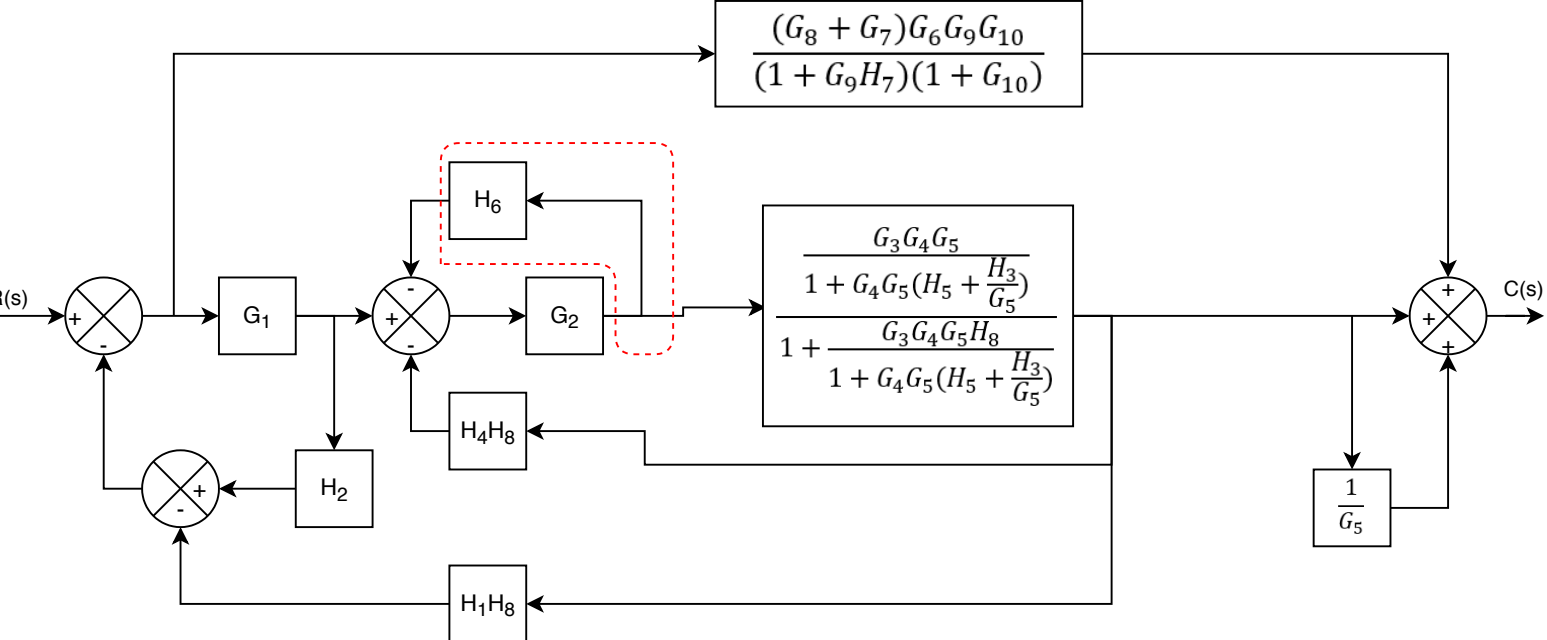 (G₈ + G₇)G₆G₉G₁₀
(1 + G₉H₇)(1 + G₁₀)
H₆
G₃G₄G₅
1 + G₄G₅(H₅ + H₃/G₅)
1 + G₃G₄G₅H₈
1 + G₄G₅(H₅ + H₃/G₅)
(s)
+
-
G₁
-
+
-
G₂
+
+
+
C(s)
H₄H₈
+
-
H₂
1
G₅
H₁H₈